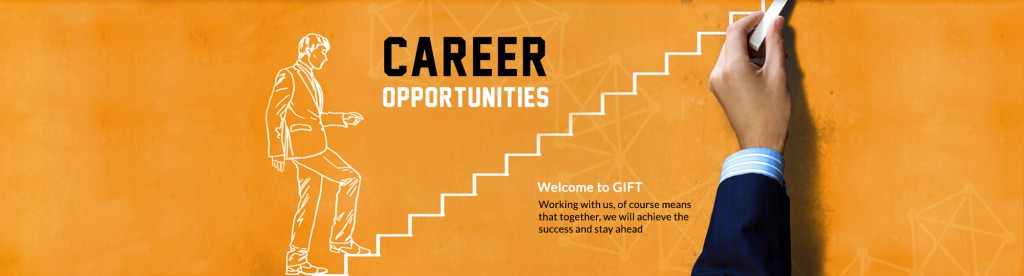 CAREER
OPPORTUNITIES
Welcome to GIFT
Working with us, of course means
that together, we will achieve the
success and stay ahead